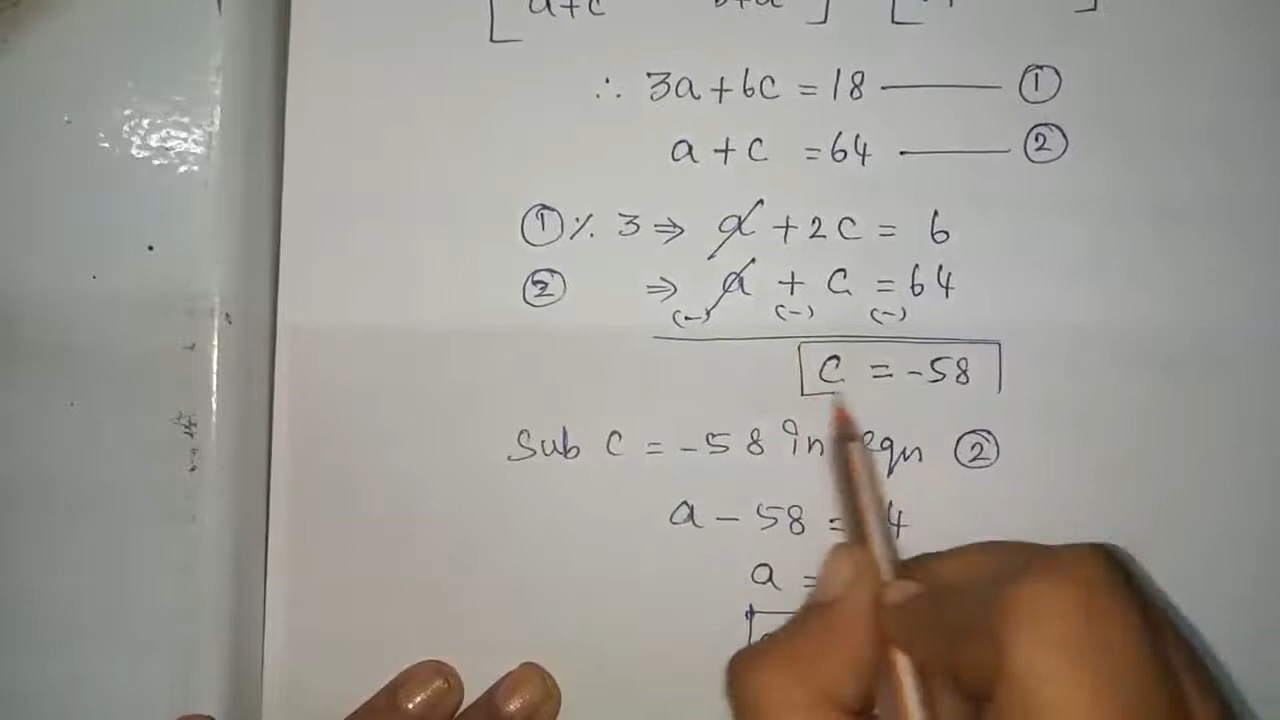 a+c
∴ 3a+6c = 18 ——— ①
a + c = 64 ——— ②
① % 3 ⇒ a + 2c = 6
② ⇒ a + c = 64
(-) (-) (-)
c = -58
Sub c = -58 in eqn ②
a - 58 = 4
a =